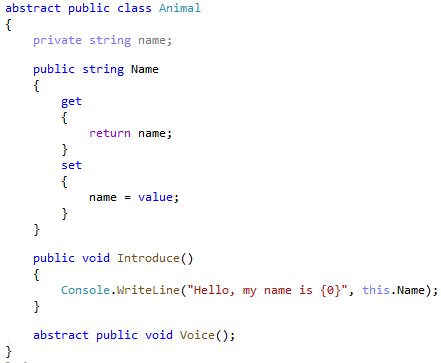 abstract public class Animal
{
    private string name;

    public string Name
    {
        get
        {
            return name;
        }
        set
        {
            name = value;
        }
    }

    public void Introduce()
    {
        Console.WriteLine("Hello, my name is {0}", this.Name);
    }

    abstract public void Voice();
}